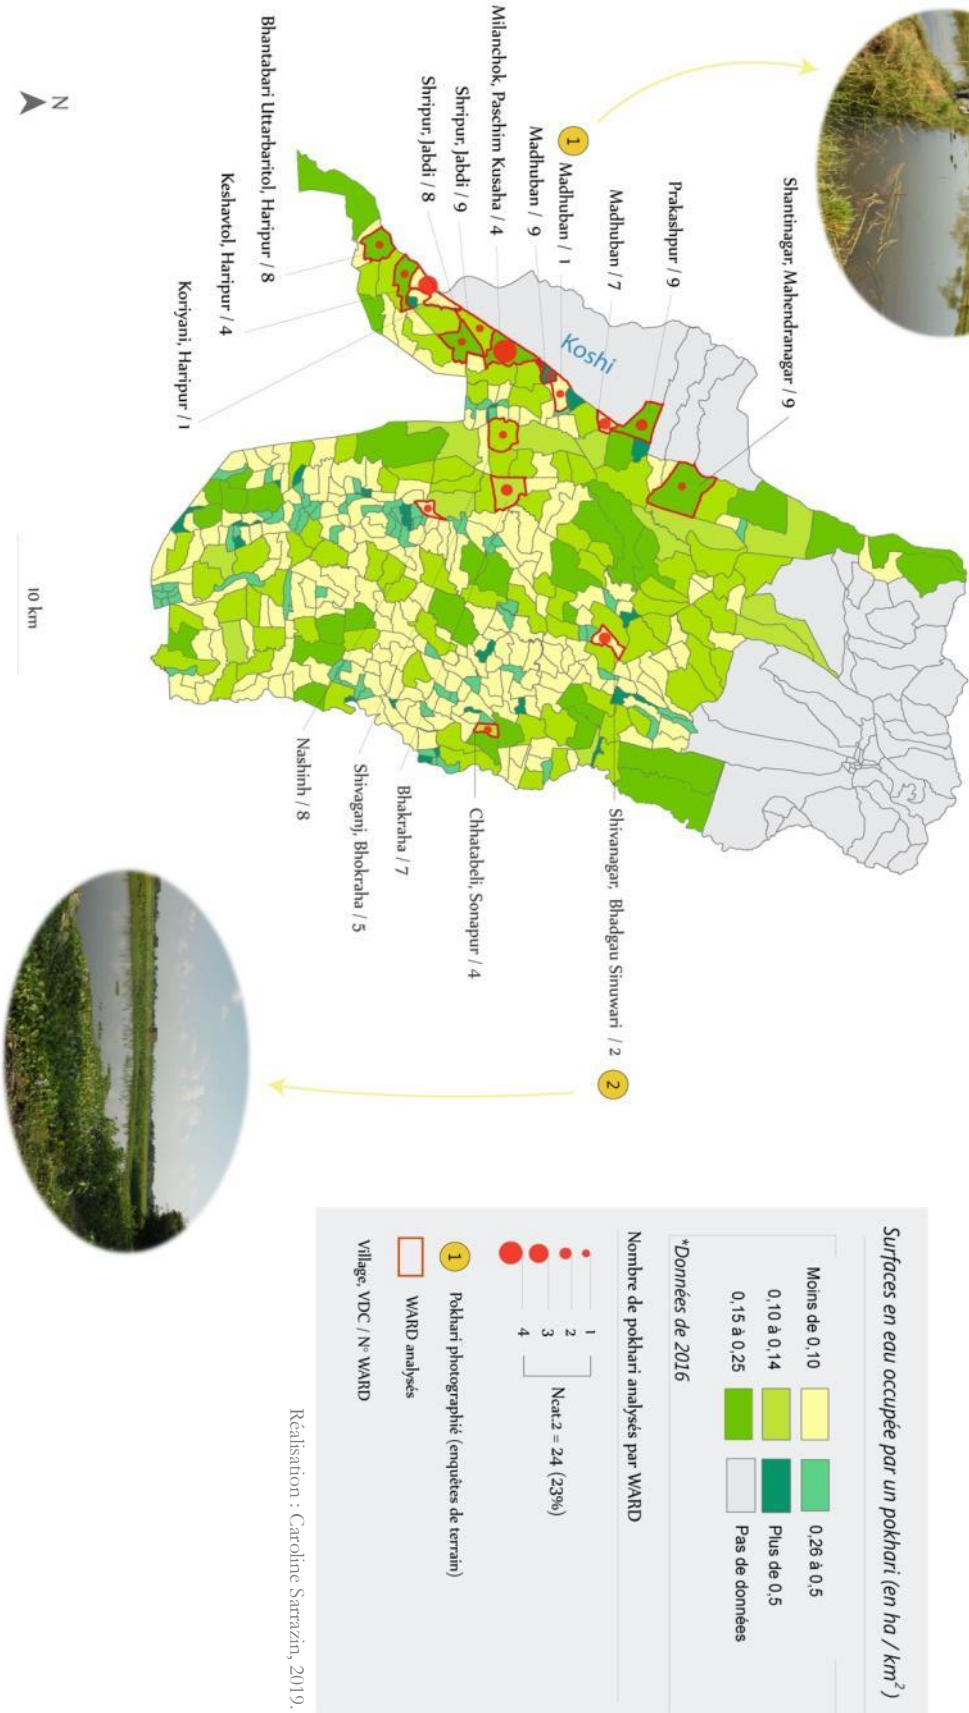 Shantinagar, Mahendranagar / 9
Prakashpur / 9
Madhuban / 7
1 Madhuban / 1
Madhuban / 9
Milanchok, Paschim Kusaha / 4
Shripur, Jabdi / 9
Shripur, Jabdi / 8
Bhantabari Uttarbaritol, Haripur / 8
Keshavtol, Haripur / 4
Koriyani, Haripur / 1
Koshi
Shivanagar, Bhadgau Sinuwari / 2 2
Chhatabeli, Sonapur / 4
Bhakraha / 7
Shivaganj, Bhokraha / 5
Nashinh / 8
N
10 km
Surfaces en eau occupée par un pokhari (en ha / km²)
Moins de 0,10
0,10 à 0,14
0,15 à 0,25
0,26 à 0,5
Plus de 0,5
Pas de données
*Données de 2016
Nombre de pokhari analysés par WARD
1
2
3
4
Ncat.2 = 24 (23%)
1 Pokhari photographié (enquêtes de terrain)
WARD analysés
Village, VDC / N° WARD
Réalisation : Caroline Sarrazin, 2019.